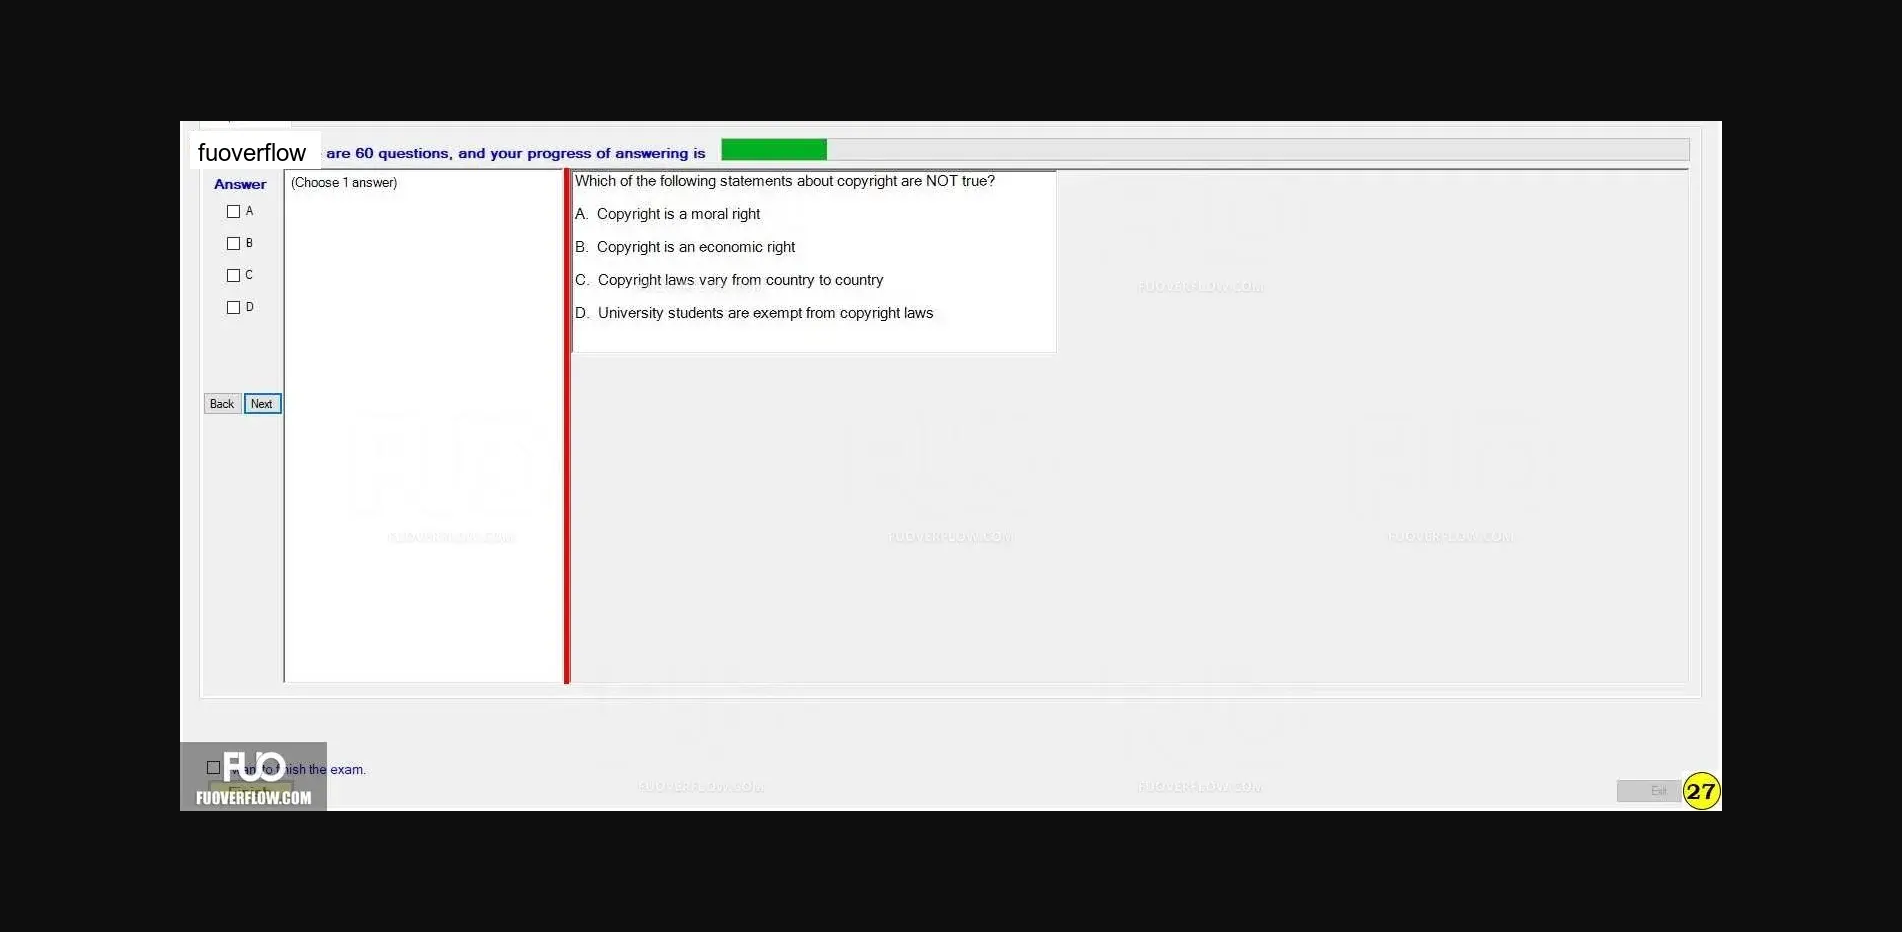 fuoverflow are 60 questions, and your progress of answering is
Answer
A
B
C
D
Back Next
(Choose 1 answer)
Which of the following statements about copyright are NOT true?
A. Copyright is a moral right
B. Copyright is an economic right
C. Copyright laws vary from country to country
D. University students are exempt from copyright laws
FUOVERFLOW.COM
FUOVERFLOW.COM FUOVERFLOW.COM FUOVERFLOW.COM
FUO
want to finish the exam.
FUOVERFLOW.COM
FUOVERFLOW.COM FUOVERFLOW.COM
Exit 27